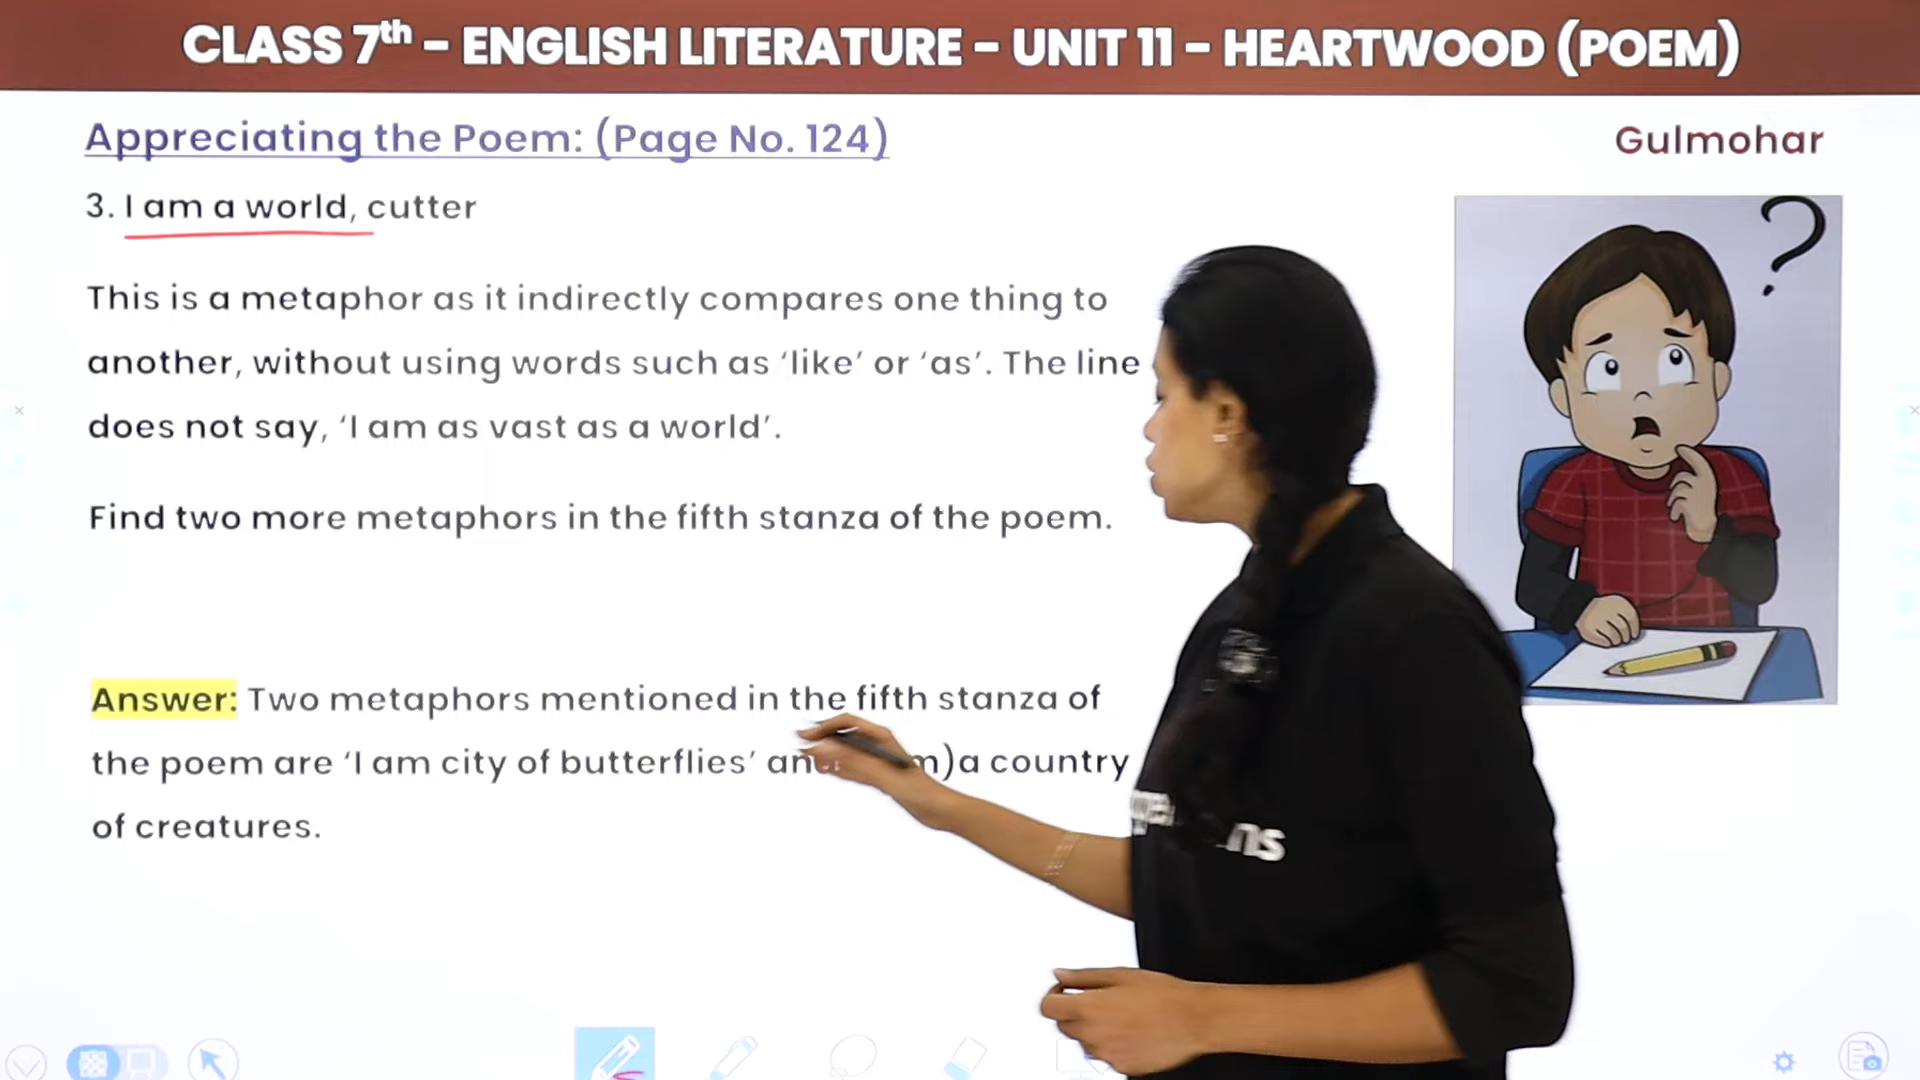 CLASS 7th – ENGLISH LITERATURE – UNIT 11 – HEARTWOOD (POEM)
Appreciating the Poem: (Page No. 124)
Gulmohar
3. I am a world, cutter
This is a metaphor as it indirectly compares one thing to
another, without using words such as ‘like’ or ‘as’. The line
does not say, ‘I am as vast as a world’.
Find two more metaphors in the fifth stanza of the poem.
?
Answer: Two metaphors mentioned in the fifth stanza of
the poem are ‘I am city of butterflies’ a country
of creatures.